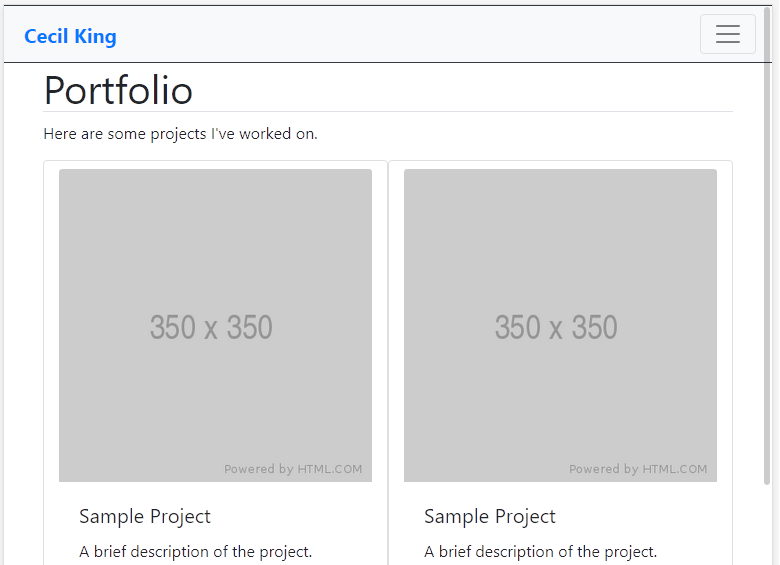 Cecil King
Portfolio
Here are some projects I've worked on.
350 x 350
Powered by HTML.COM
Sample Project
A brief description of the project.
350 x 350
Powered by HTML.COM
Sample Project
A brief description of the project.